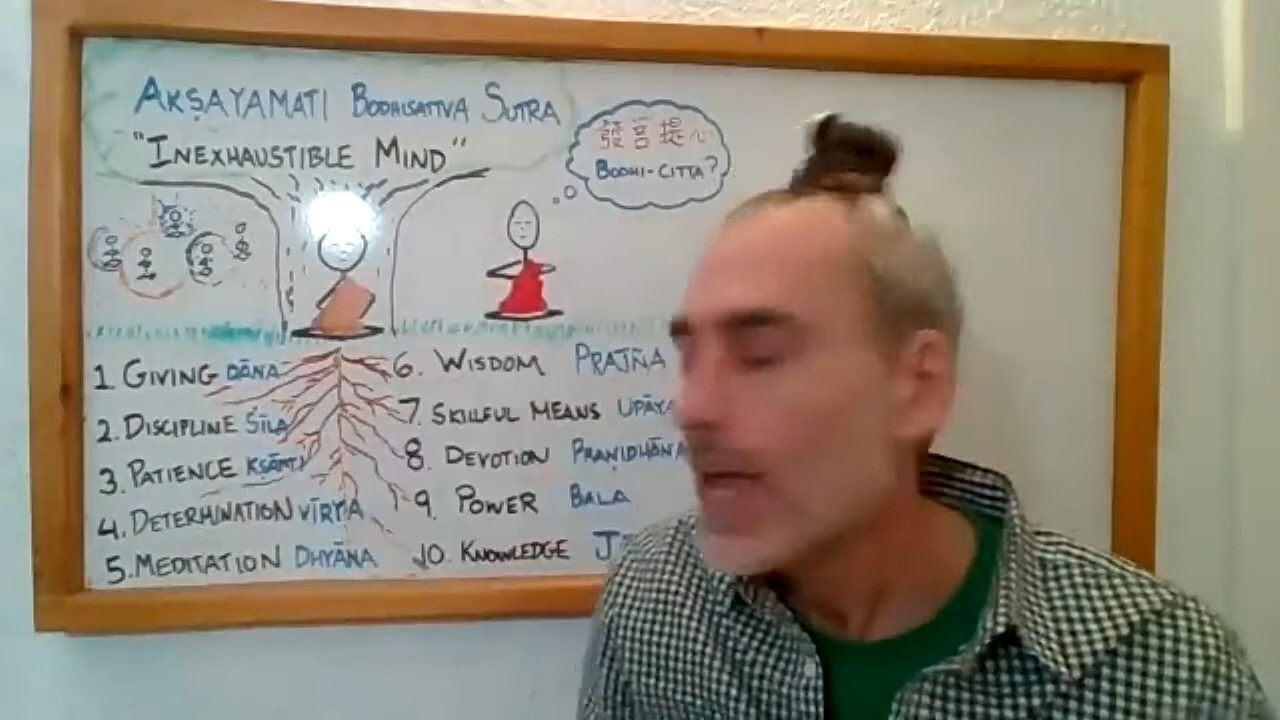 AKṢAYAMATI BODHISATTVA SUTRA
"INEXHAUSTIBLE MIND"
發菩提心
BODHI-CITTA?
1 GIVING DĀNA
2. DISCIPLINE ŚĪLA
3. PATIENCE KṢĀNTI
4. DETERMINATION VĪRYA
5. MEDITATION DHYĀNA
6. WISDOM PRAJÑA
7. SKILLFUL MEANS UPĀYA
8. DEVOTION PRAṆIDHĀNA
9. POWER BALA
10. KNOWLEDGE